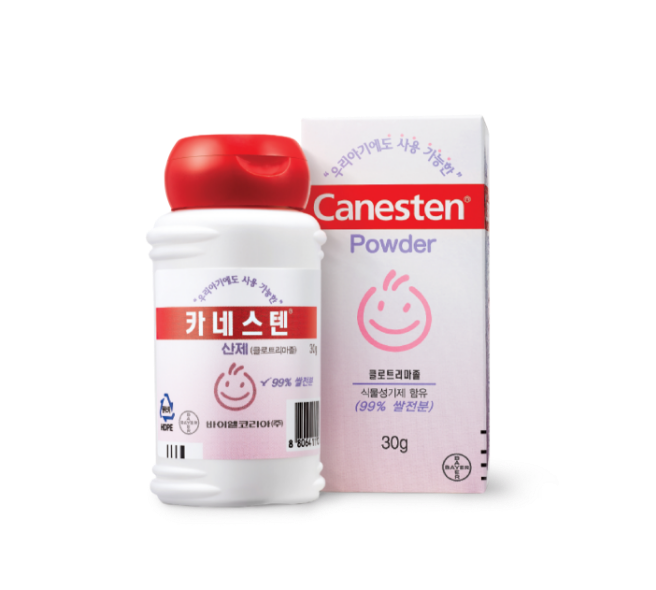 "우리아기에도 사용 가능한"
Canesten®
Powder
클로트리마졸
식물성기제 함유
(99% 쌀전분)
30g
BAYER
BAYER
"우리아기에도 사용 가능한"
카네스텐®
산제 (클로트리마졸) 30g
✓99% 쌀전분
HDPE
바이엘코리아(주)